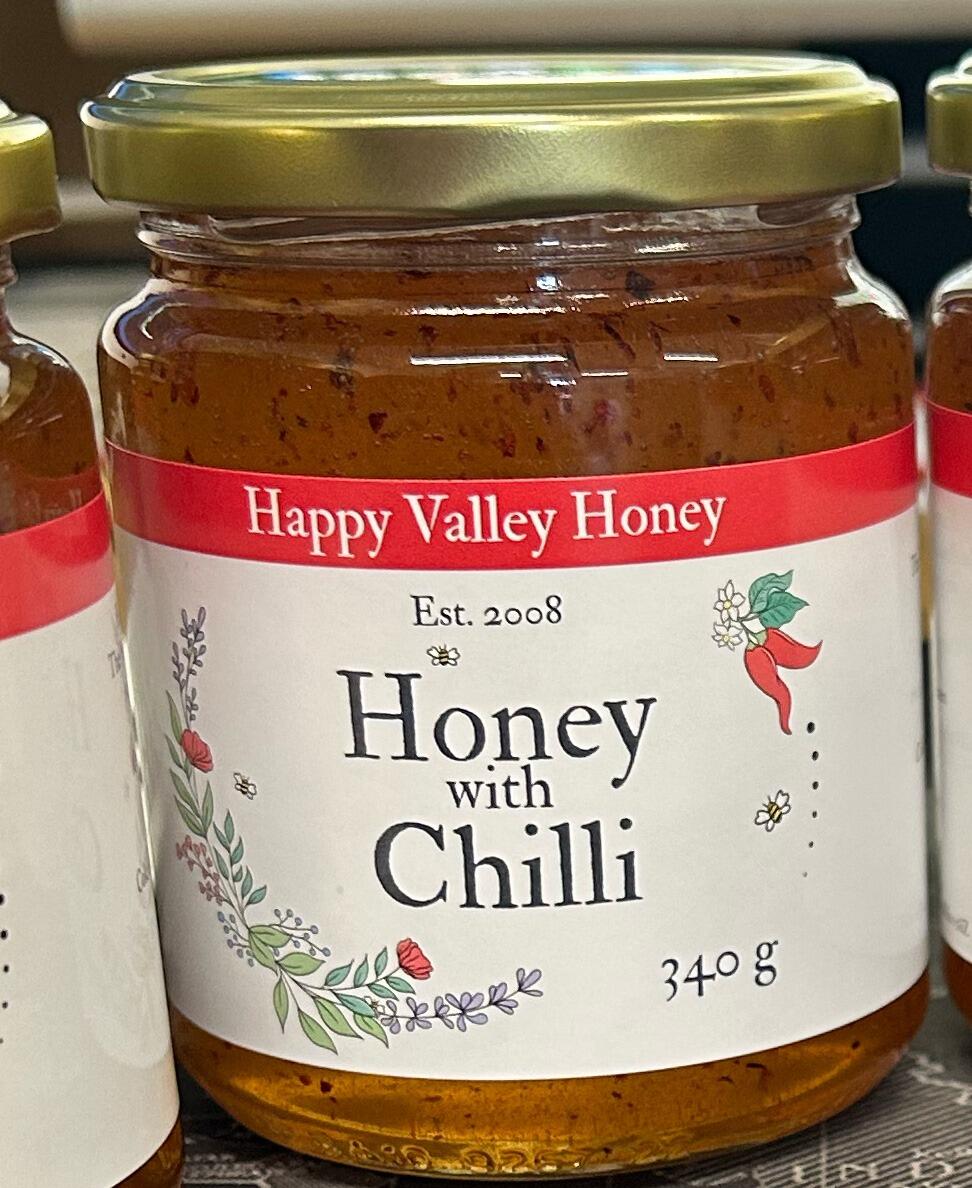 Happy Valley Honey
Est. 2008
Honey
with
Chilli
340 g